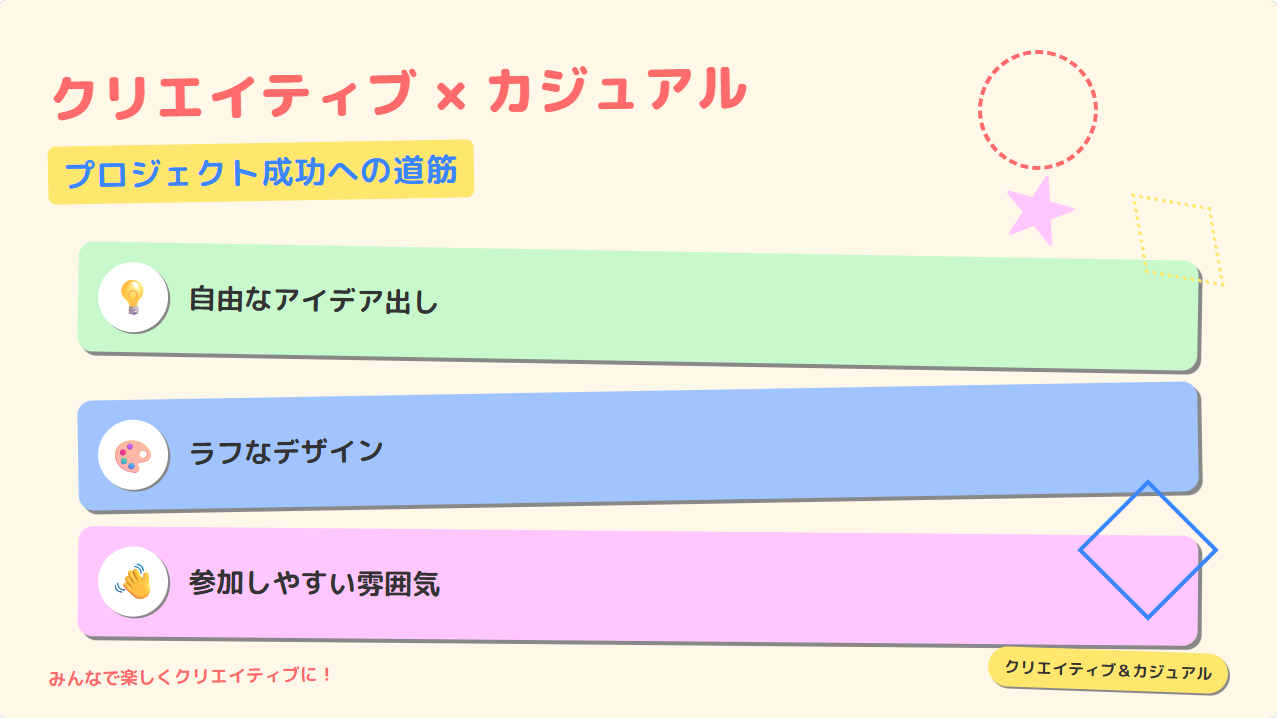 クリエイティブ × カジュアル
プロジェクト成功への道筋
自由なアイデア出し
ラフなデザイン
参加しやすい雰囲気
みんなで楽しくクリエイティブに！
クリエイティブ＆カジュアル